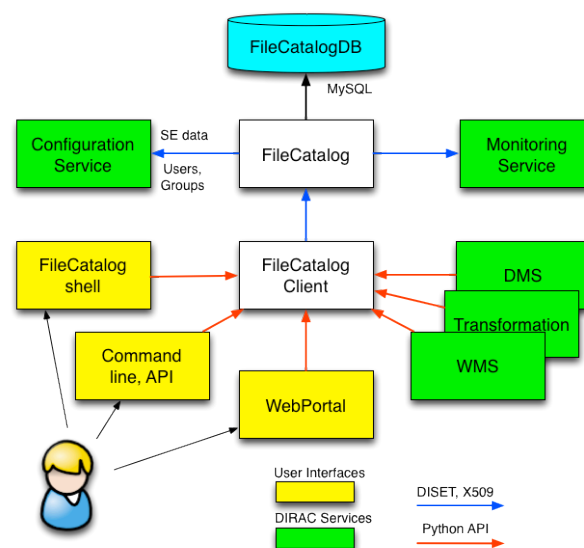 FileCatalogDB
MySQL
Configuration
Service
SE data
Users,
Groups
FileCatalog
Monitoring
Service
FileCatalog
shell
FileCatalog
Client
DMS
Transformation
WMS
Command
line, API
WebPortal
User Interfaces
DIRAC Services
DISET, X509
Python API